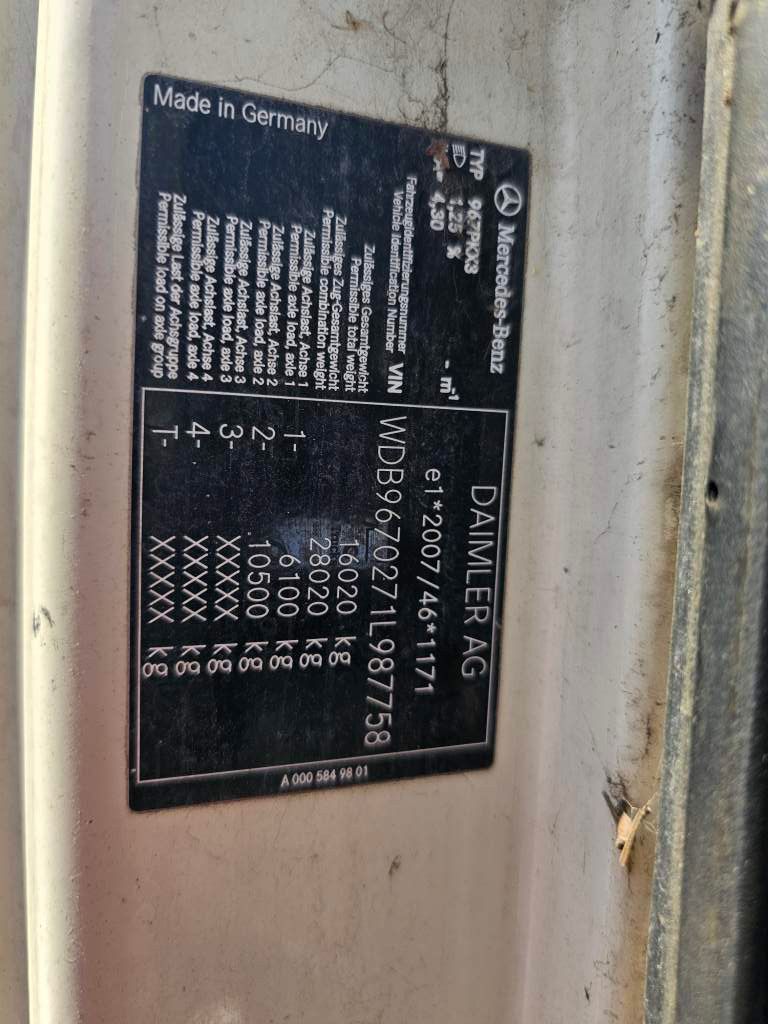 Mercedes-Benz
TYP 967
1,25 % - m-1
4,30
DAIMLER AG
e1*2007/46*1171
Fahrzeugidentifizierungsnummer
Vehicle Identification Number VIN WDB9670271L987758
Zulässiges Gesamtgewicht
Permissible total weight 16020 kg
Zulässiges Zug-Gesamtgewicht
Permissible combination weight 28020 kg
Zulässige Achslast, Achse 1
Permissible axle load, axle 1 1- 6100 kg
Zulässige Achslast, Achse 2
Permissible axle load, axle 2 2- 10500 kg
Zulässige Achslast, Achse 3
Permissible axle load, axle 3 3- XXXXX kg
Zulässige Achslast, Achse 4
Permissible axle load, axle 4 4- XXXXX kg
Zulässige Last der Achsgruppe
Permissible load on axle group T- XXXXX kg
Made in Germany
A 000 584 98 01